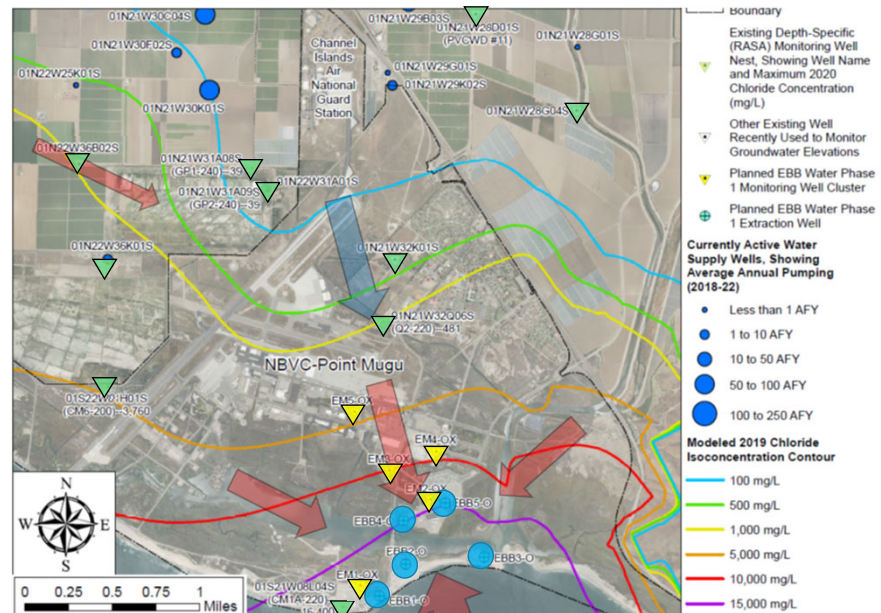 01N21W30C04S
01N21W29B03S
01N21W28D01S
(PVCWD #11)
01N21W28G01S
01N21W30F02S
Channel
Islands
Air
National
Guard
Station
01N22W25K01S
01N21W29G01S
01N21W29K02S
01N21W30K01S
01N21W28G04S
01N22W36B02S
01N21W31A08S
(GP1-240)--39
01N21W31A09S
(GP2-240)--39
01N22W31A01S
01N22W36K01S
01N21W32K01S
01N21W32Q06S
(Q2-220)--481
NBVC-Point Mugu
(CM6-200)--3,760
EM5-OX
EM4-OX
EM3-OX
EM2-OX
EBB5-O
EBB4-O
EBB2-O
EBB3-O
EM1-OX
EBB1-O
01S21W08L04S
(CM1A-220)
16,400
N
W E
S
0 0.25 0.5 0.75 1
Miles
Boundary
Existing Depth-Specific
(RASA) Monitoring Well
Nest, Showing Well Name
and Maximum 2020
Chloride Concentration
(mg/L)
Other Existing Well
Recently Used to Monitor
Groundwater Elevations
Planned EBB Water Phase
1 Monitoring Well Cluster
Planned EBB Water Phase
1 Extraction Well
Currently Active Water
Supply Wells, Showing
Average Annual Pumping
(2018-22)
Less than 1 AFY
1 to 10 AFY
10 to 50 AFY
50 to 100 AFY
100 to 250 AFY
Modeled 2019 Chloride
Isoconcentration Contour
100 mg/L
500 mg/L
1,000 mg/L
5,000 mg/L
10,000 mg/L
15,000 mg/L